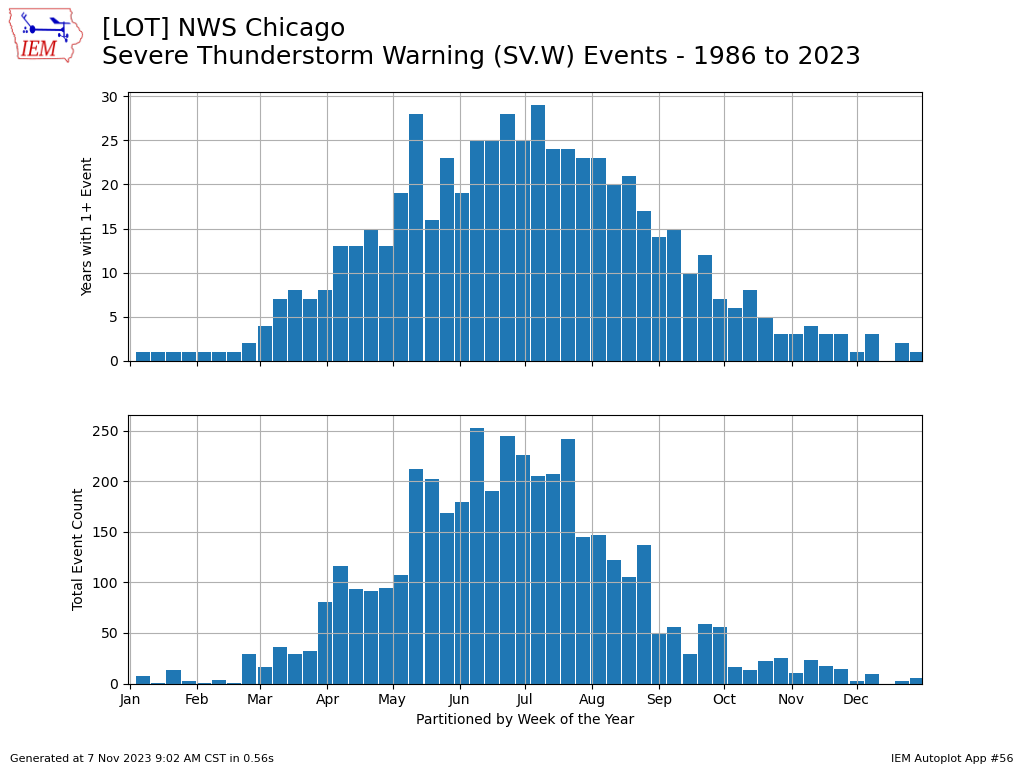 IEM
[LOT] NWS Chicago
Severe Thunderstorm Warning (SV.W) Events - 1986 to 2023
30
25
20
15
10
5
0
Years with 1+ Event
250
200
150
100
50
0
Total Event Count
Jan Feb Mar Apr May Jun Jul Aug Sep Oct Nov Dec
Partitioned by Week of the Year
Generated at 7 Nov 2023 9:02 AM CST in 0.56s
IEM Autoplot App #56